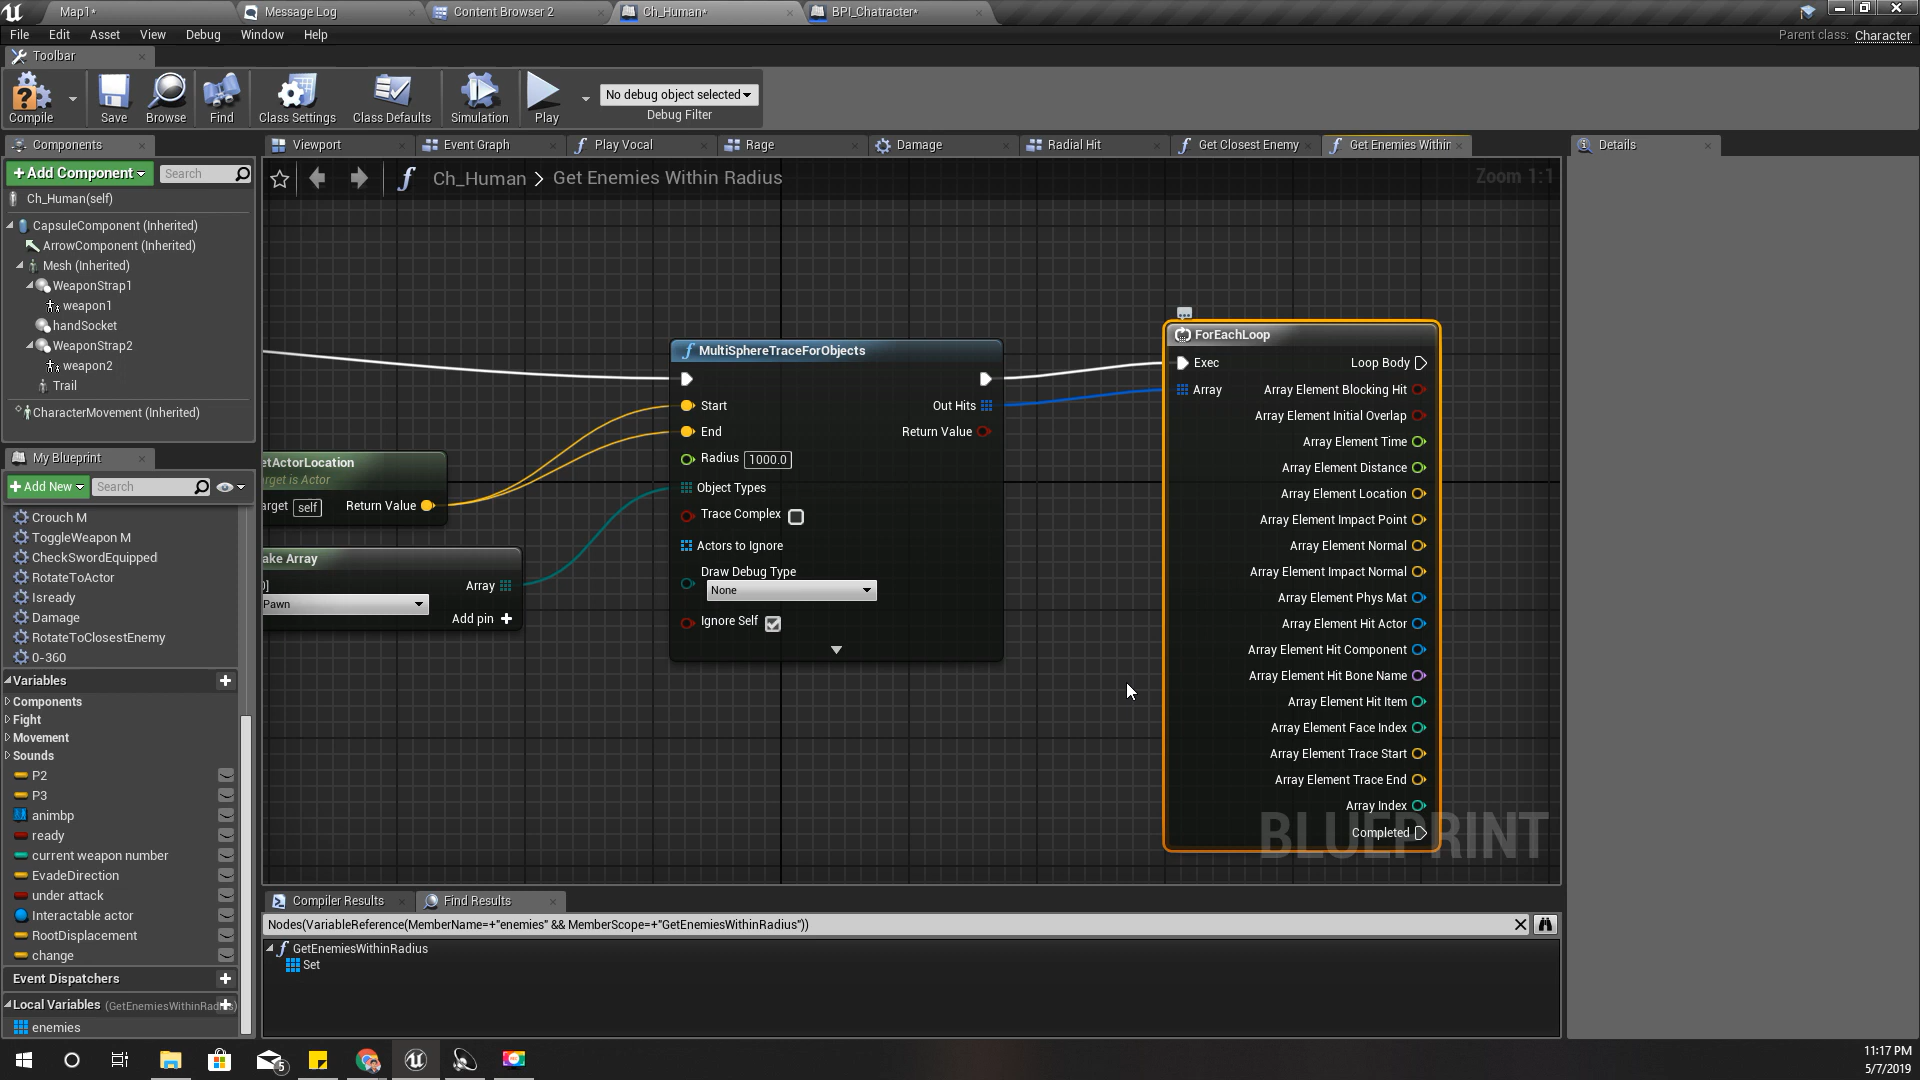 Map1*
Message Log
Content Browser 2
Ch_Human*
BPI_Chatracter*
File Edit Asset View Debug Window Help
Parent class: Character
Toolbar
Compile
Save
Browse
Find
Class Settings
Class Defaults
Simulation
Play
No debug object selected
Debug Filter
Components
+Add Component
Search
Ch_Human(self)
CapsuleComponent (Inherited)
ArrowComponent (Inherited)
Mesh (Inherited)
WeaponStrap1
weapon1
handSocket
WeaponStrap2
weapon2
Trail
CharacterMovement (Inherited)
My Blueprint
+Add New
Search
Crouch M
ToggleWeapon M
CheckSwordEquipped
RotateToActor
Isready
Damage
RotateToClosestEnemy
0-360
Variables
Components
Fight
Movement
Sounds
P2
P3
animbp
ready
current weapon number
EvadeDirection
under attack
Interactable actor
RootDisplacement
change
Event Dispatchers
Local Variables (GetEnemiesWithinRadius)
enemies
Viewport
Event Graph
Play Vocal
Rage
Damage
Radial Hit
Get Closest Enemy
Get Enemies Withir
Details
Ch_Human > Get Enemies Within Radius
Zoom 1:1
etActorLocation
arget is Actor
arget self Return Value
ake Array
0]
Array
Pawn
Add pin +
MultiSphereTraceForObjects
Start
Out Hits
End
Return Value
Radius 1000.0
Object Types
Trace Complex
Actors to Ignore
Draw Debug Type
None
Ignore Self
ForEachLoop
Exec
Loop Body
Array
Array Element Blocking Hit
Array Element Initial Overlap
Array Element Time
Array Element Distance
Array Element Location
Array Element Impact Point
Array Element Normal
Array Element Impact Normal
Array Element Phys Mat
Array Element Hit Actor
Array Element Hit Component
Array Element Hit Bone Name
Array Element Hit Item
Array Element Face Index
Array Element Trace Start
Array Element Trace End
Array Index
Completed
BLUEPRINT
Compiler Results
Find Results
Nodes(VariableReference(MemberName=+"enemies" && MemberScope=+"GetEnemiesWithinRadius"))
GetEnemiesWithinRadius
Set
5
11:17 PM
5/7/2019